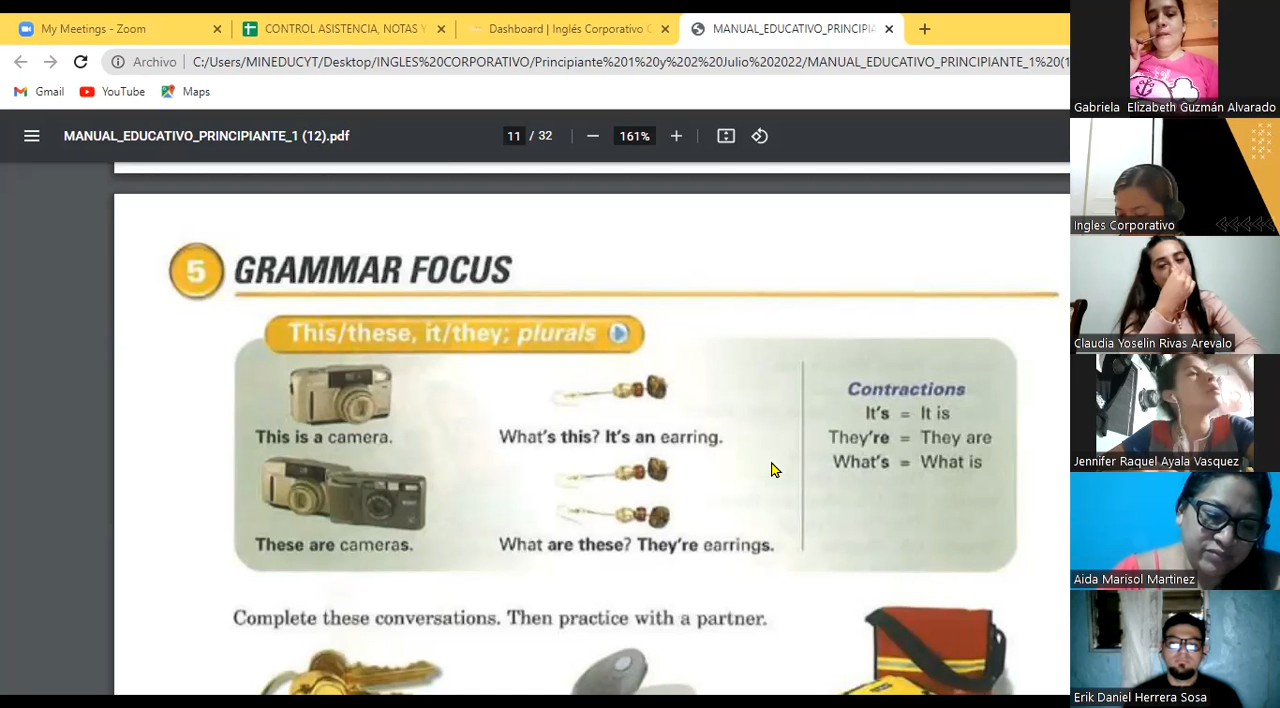 My Meetings - Zoom
CONTROL ASISTENCIA, NOTAS Y
Dashboard | Inglés Corporativo C
MANUAL_EDUCATIVO_PRINCIPIA
Archivo
C:/Users/MINEDUCYT/Desktop/INGLES%20CORPORATIVO/Principiante%201%20y%202%20Julio%202022/MANUAL_EDUCATIVO_PRINCIPIANTE_1%20(1
Gmail
YouTube
Maps
MANUAL_EDUCATIVO_PRINCIPIANTE_1 (12).pdf
11 / 32
161%
5 GRAMMAR FOCUS
This/these, it/they; plurals
This is a camera.
What's this? It's an earring.
These are cameras.
What are these? They're earrings.
Contractions
It's = It is
They're = They are
What's = What is
Complete these conversations. Then practice with a partner.
Gabriela Elizabeth Guzmán Alvarado
Ingles Corporativo
Claudia Yoselin Rivas Arevalo
Jennifer Raquel Ayala Vasquez
Aida Marisol Martinez
Erik Daniel Herrera Sosa